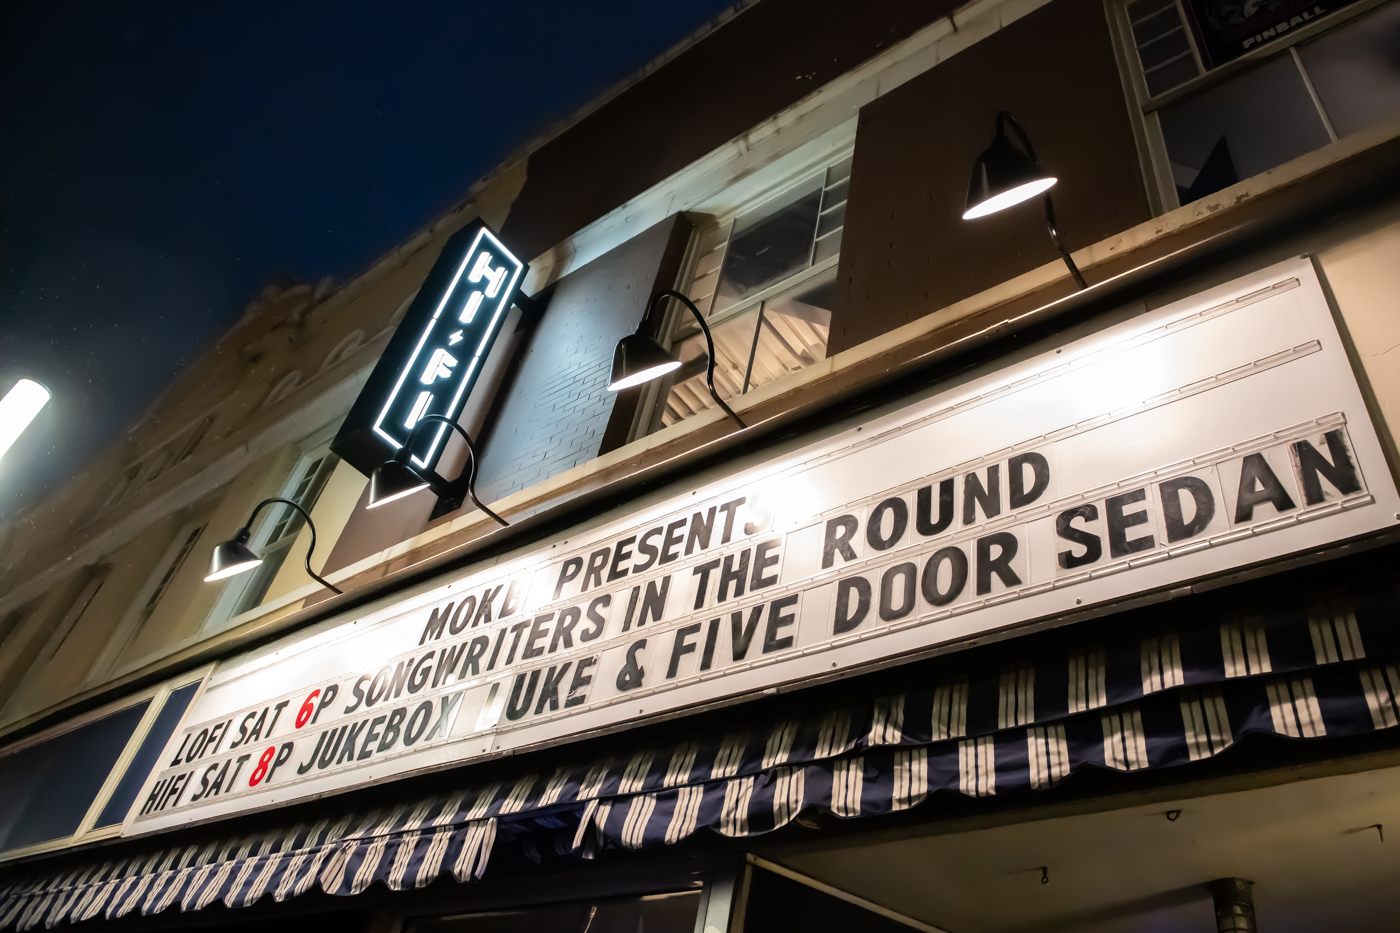 PINBALL
HI-FI
MOKB PRESENTS
LOFI SAT 6P SONGWRITERS IN THE ROUND
HIFI SAT 8P JUKEBOX LUKE & FIVE DOOR SEDAN